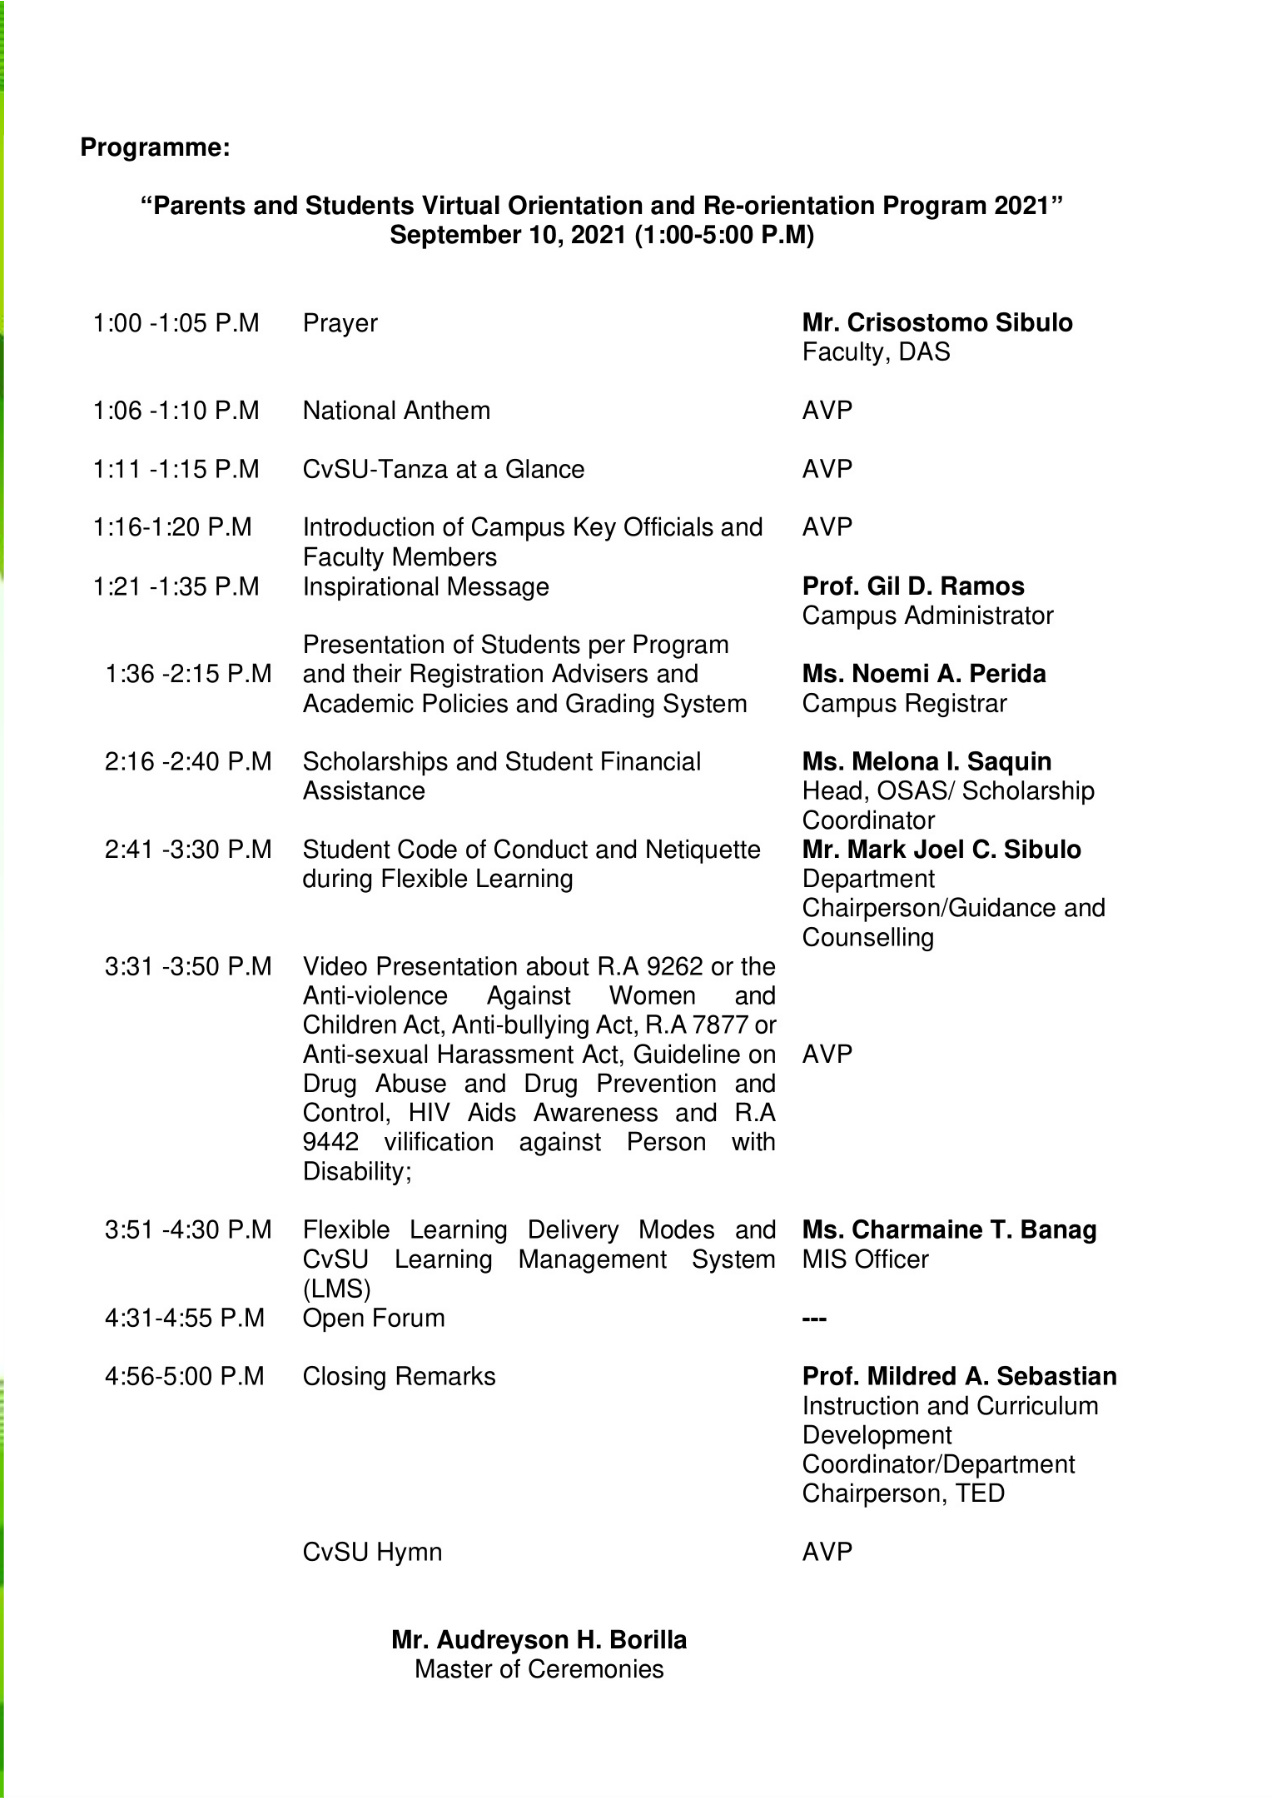 Programme:
“Parents and Students Virtual Orientation and Re-orientation Program 2021”
September 10, 2021 (1:00-5:00 P.M)
1:00 -1:05 P.M Prayer Mr. Crisostomo Sibulo
Faculty, DAS
1:06 -1:10 P.M National Anthem AVP
1:11 -1:15 P.M CvSU-Tanza at a Glance AVP
1:16-1:20 P.M Introduction of Campus Key Officials and AVP
Faculty Members
1:21 -1:35 P.M Inspirational Message Prof. Gil D. Ramos
Campus Administrator
Presentation of Students per Program
1:36 -2:15 P.M and their Registration Advisers and Ms. Noemi A. Perida
Academic Policies and Grading System Campus Registrar
2:16 -2:40 P.M Scholarships and Student Financial Ms. Melona I. Saquin
Assistance Head, OSAS/ Scholarship
Coordinator
2:41 -3:30 P.M Student Code of Conduct and Netiquette Mr. Mark Joel C. Sibulo
during Flexible Learning Department
Chairperson/Guidance and
Counselling
3:31 -3:50 P.M Video Presentation about R.A 9262 or the
Anti-violence Against Women and
Children Act, Anti-bullying Act, R.A 7877 or
Anti-sexual Harassment Act, Guideline on AVP
Drug Abuse and Drug Prevention and
Control, HIV Aids Awareness and R.A
9442 vilification against Person with
Disability;
3:51 -4:30 P.M Flexible Learning Delivery Modes and Ms. Charmaine T. Banag
CvSU Learning Management System MIS Officer
(LMS)
4:31-4:55 P.M Open Forum ---
4:56-5:00 P.M Closing Remarks Prof. Mildred A. Sebastian
Instruction and Curriculum
Development
Coordinator/Department
Chairperson, TED
CvSU Hymn AVP
Mr. Audreyson H. Borilla
Master of Ceremonies